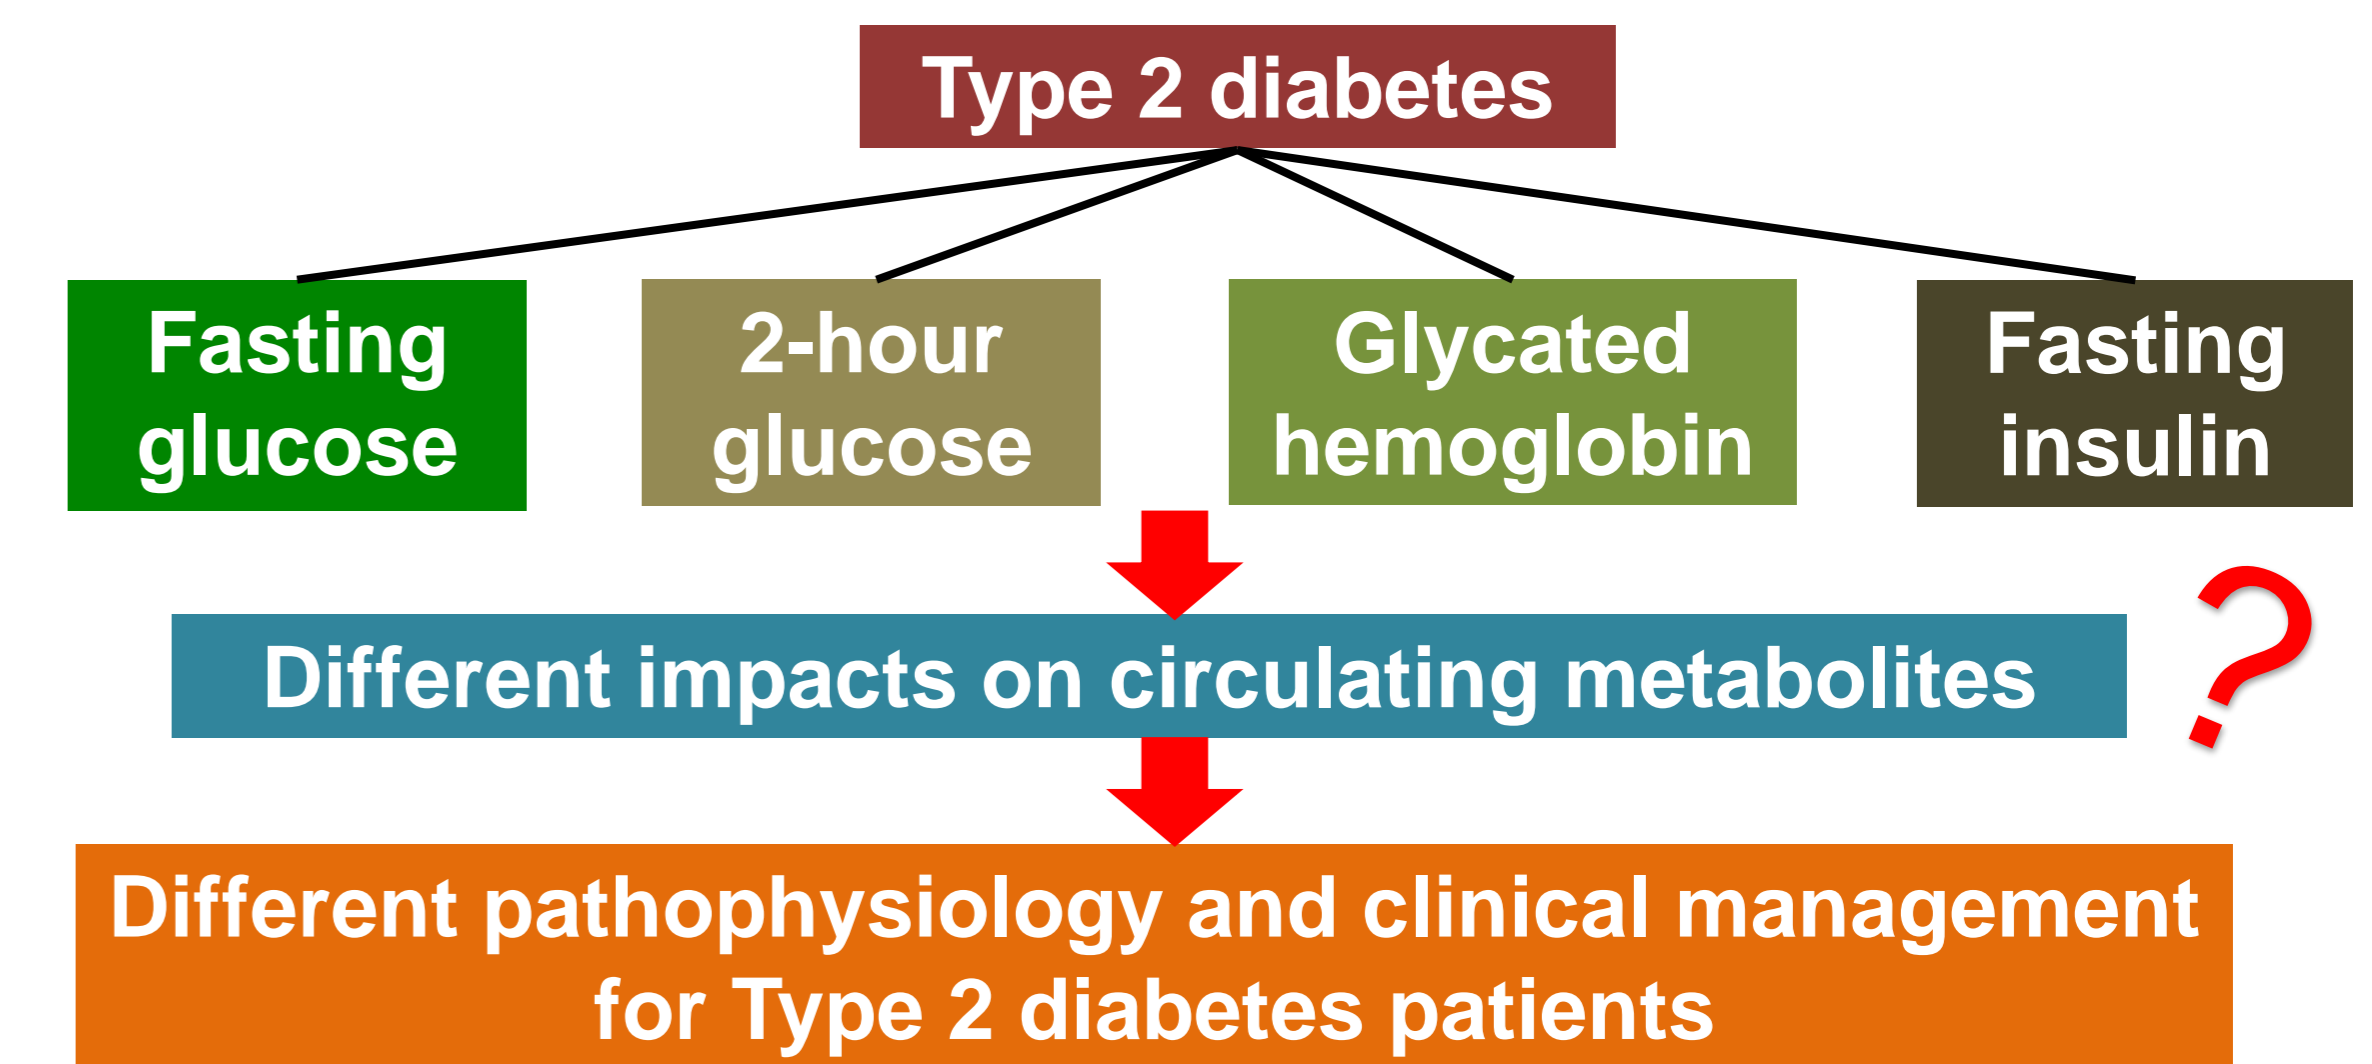 Type 2 diabetes
Fasting
glucose
2-hour
glucose
Glycated
hemoglobin
Fasting
insulin
Different impacts on circulating metabolites
?
Different pathophysiology and clinical management
for Type 2 diabetes patients